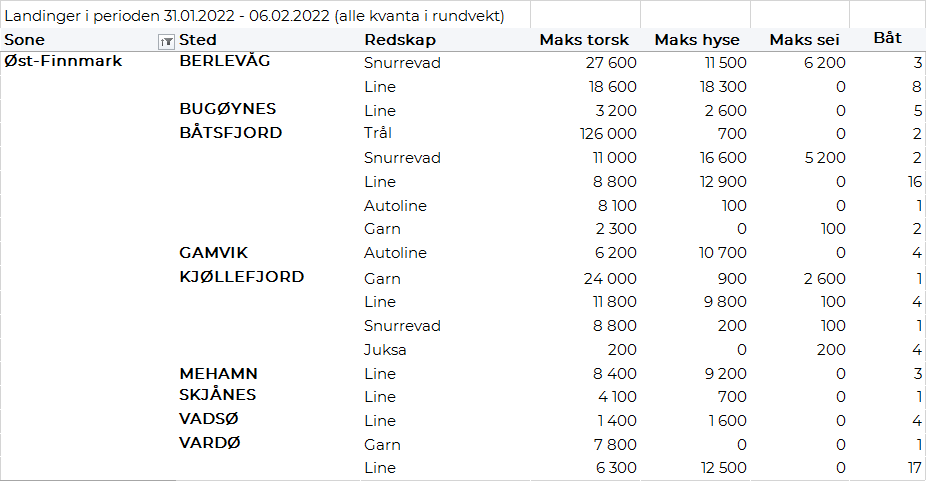 Landinger i perioden 31.01.2022 - 06.02.2022 (alle kvanta i rundvekt)
Sone Sted Redskap Maks torsk Maks hyse Maks sei Båt
Øst-Finnmark BERLEVÅG Snurrevad 27 600 11 500 6 200 3
Line 18 600 18 300 0 8
BUGØYNES Line 3 200 2 600 0 5
BÅTSFJORD Trål 126 000 700 0 2
Snurrevad 11 000 16 600 5 200 2
Line 8 800 12 900 0 16
Autoline 8 100 100 0 1
Garn 2 300 0 100 2
GAMVIK Autoline 6 200 10 700 0 4
KJØLLEFJORD Garn 24 000 900 2 600 1
Line 11 800 9 800 100 4
Snurrevad 8 800 200 100 1
Juksa 200 0 200 4
MEHAMN Line 8 400 9 200 0 3
SKJÅNES Line 4 100 700 0 1
VADSØ Line 1 400 1 600 0 4
VARDØ Garn 7 800 0 0 1
Line 6 300 12 500 0 17